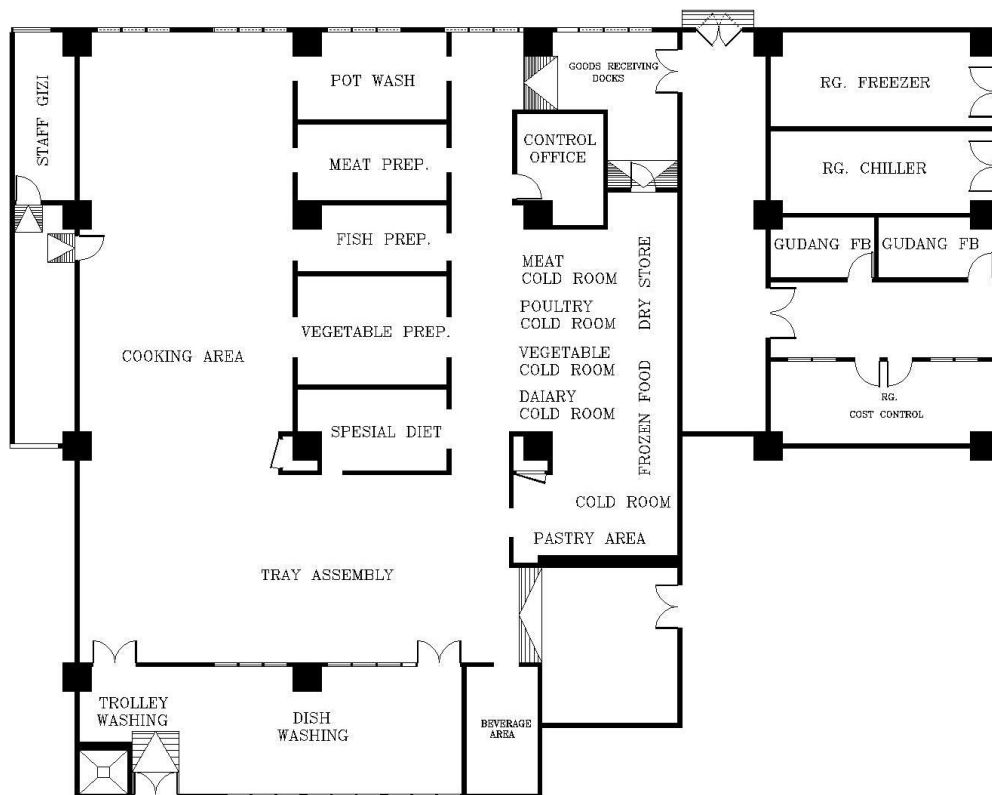 STAFF GIZI
POT WASH
GOODS RECEIVING
DOCKS
RG. FREEZER
CONTROL
OFFICE
MEAT PREP.
RG. CHILLER
FISH PREP.
GUDANG FB
GUDANG FB
MEAT
COLD ROOM
POULTRY
COLD ROOM
VEGETABLE
COLD ROOM
DAIARY
COLD ROOM
FROZEN FOOD DRY STORE
VEGETABLE PREP.
COOKING AREA
RG.
COST CONTROL
SPESIAL DIET
COLD ROOM
PASTRY AREA
TRAY ASSEMBLY
TROLLEY
WASHING
DISH
WASHING
BEVERAGE
AREA